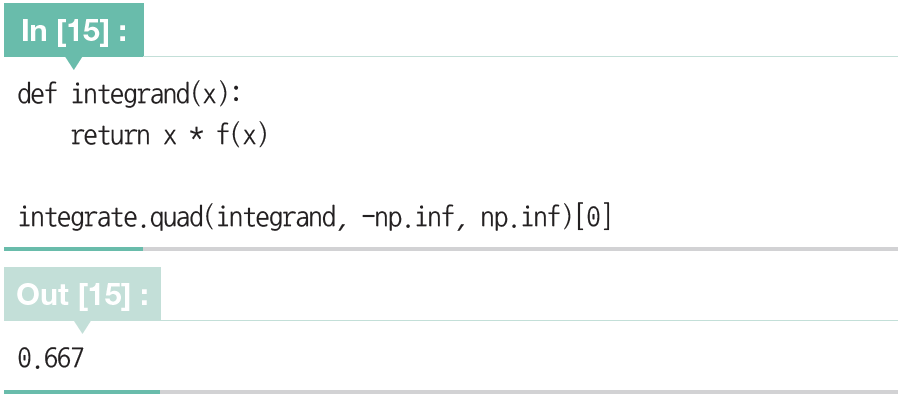 In [15] :
def integrand(x):
    return x * f(x)
integrate.quad(integrand, -np.inf, np.inf)[0]
Out [15] :
0.667